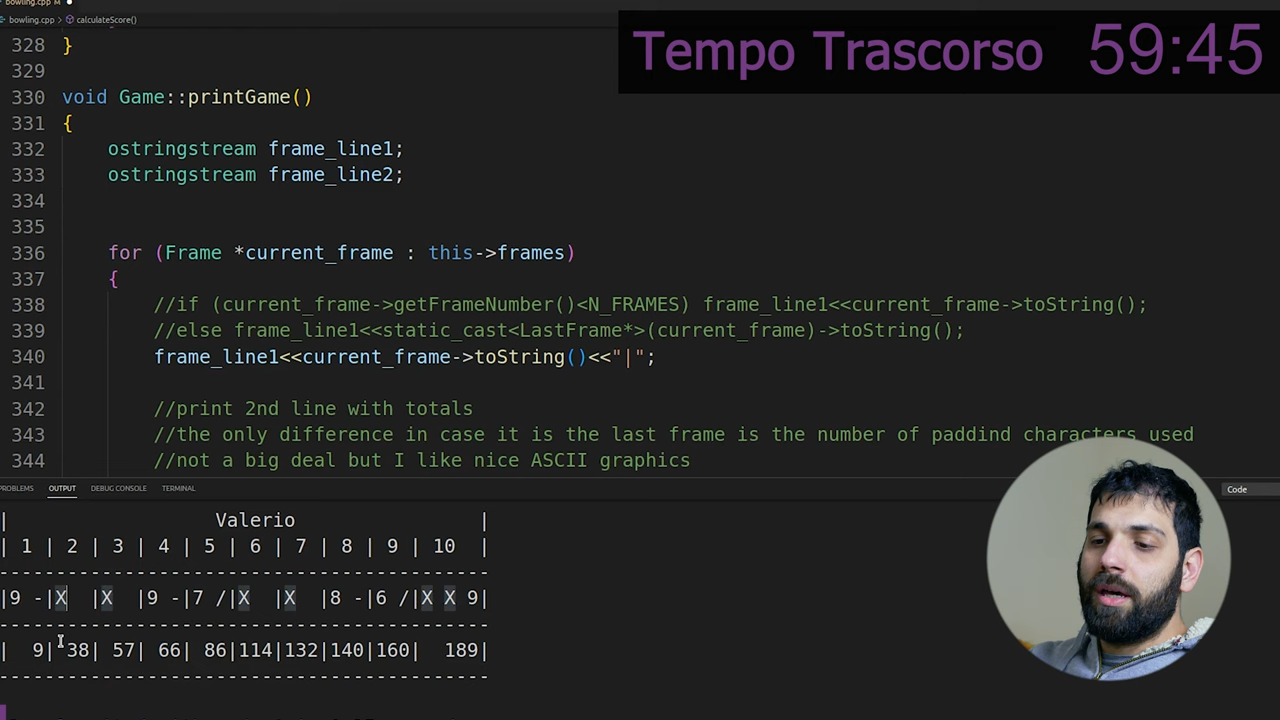 bowling.cpp M
bowling.cpp > calculateScore()
Tempo Trascorso 59:45
328 }
329
330 void Game::printGame()
331 {
332 ostringstream frame_line1;
333 ostringstream frame_line2;
334
335
336 for (Frame *current_frame : this->frames)
337 {
338 //if (current_frame->getFrameNumber()<N_FRAMES) frame_line1<<current_frame->toString();
339 //else frame_line1<<static_cast<LastFrame*>(current_frame)->toString();
340 frame_line1<<current_frame->toString()<<"|";
341
342 //print 2nd line with totals
343 //the only difference in case it is the last frame is the number of paddind characters used
344 //not a big deal but I like nice ASCII graphics
PROBLEMS OUTPUT DEBUG CONSOLE TERMINAL Code
| Valerio |
| 1 | 2 | 3 | 4 | 5 | 6 | 7 | 8 | 9 | 10 |
------------------------------------------------------
|9 -|X |X |9 -|7 /|X |X |8 -|6 /|X X 9|
------------------------------------------------------
| 9| 38| 57| 66| 86|114|132|140|160| 189|
------------------------------------------------------